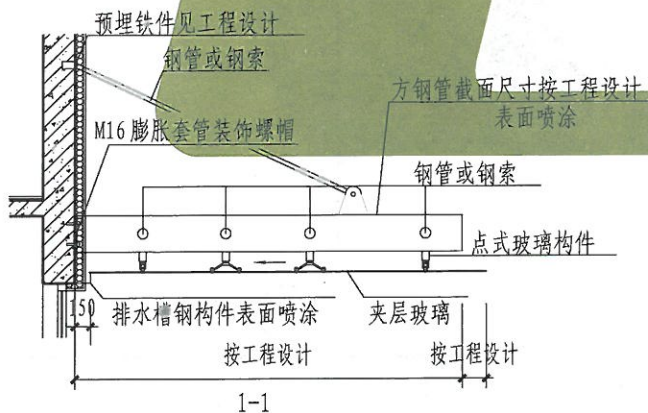 预埋铁件见工程设计
钢管或钢索
方钢管截面尺寸按工程设计
表面喷涂
M16膨胀套管装饰螺帽
钢管或钢索
点式玻璃构件
150
排水槽钢构件表面喷涂
夹层玻璃
按工程设计
按工程设计
1-1